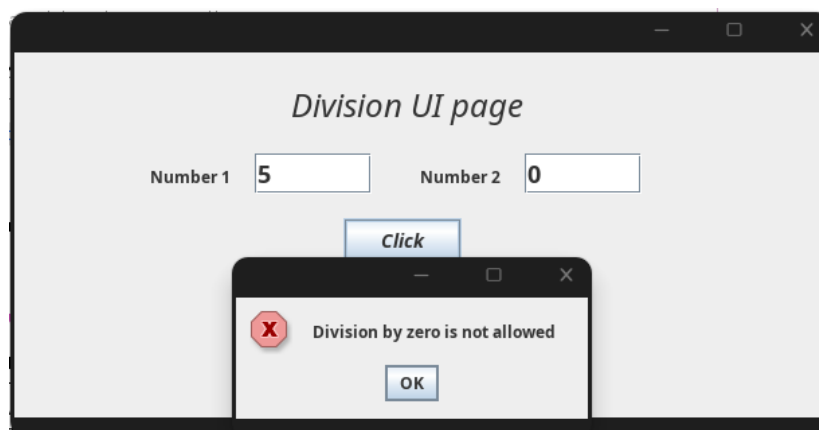 Division UI page
Number 1 5 Number 2 0
Click
X Division by zero is not allowed
OK